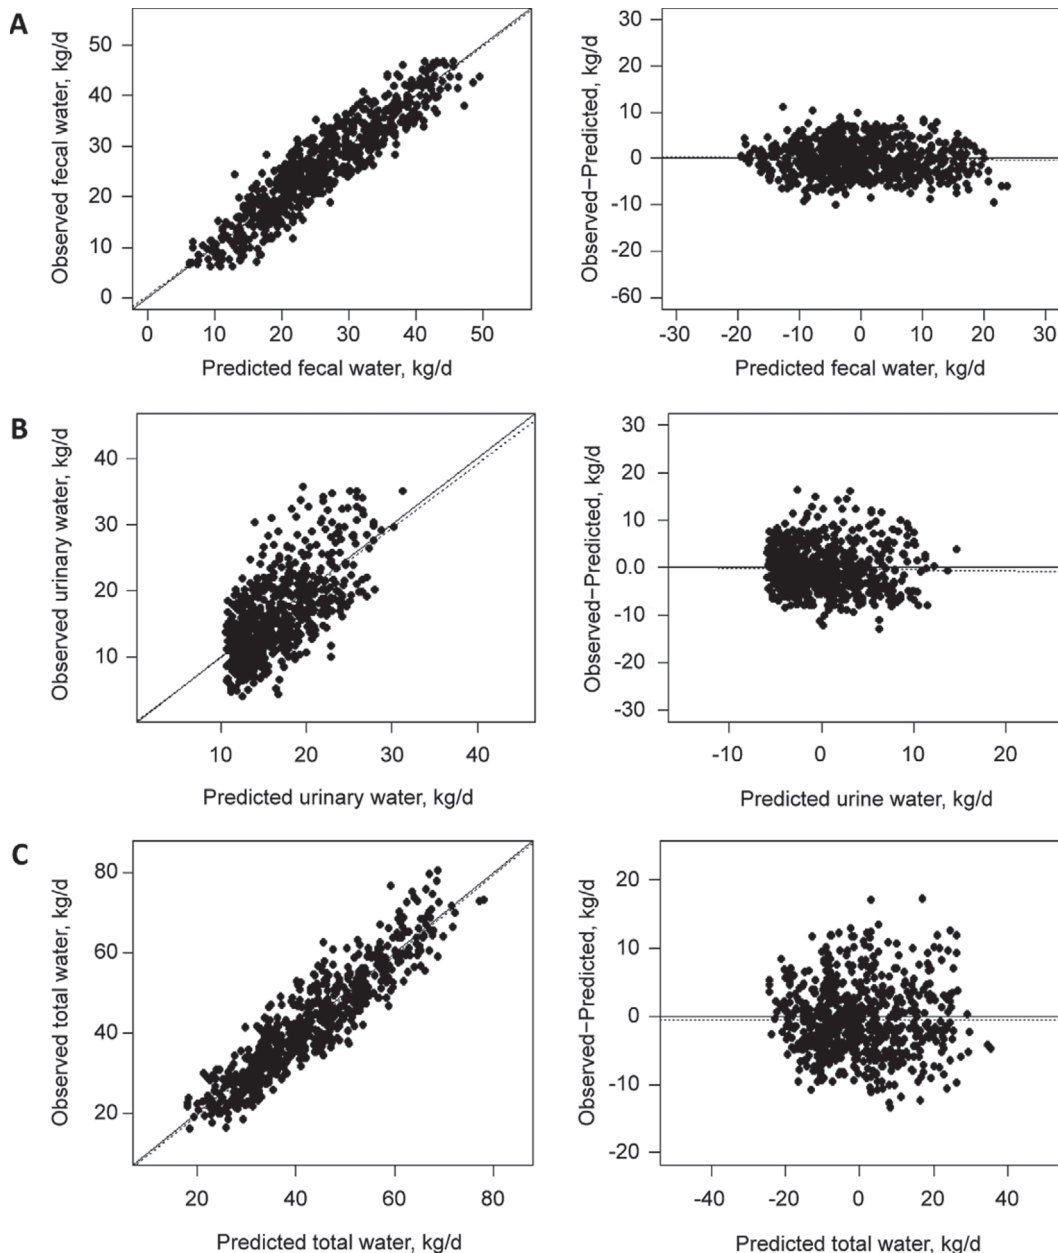 A
Observed fecal water, kg/d
50
40
30
20
10
0
0 10 20 30 40 50
Predicted fecal water, kg/d
Observed−Predicted, kg/d
30
20
10
0
-10
-20
-60
-30 -20 -10 0 10 20 30
Predicted fecal water, kg/d
B
Observed urinary water, kg/d
40
30
20
10
10 20 30 40
Predicted urinary water, kg/d
Observed−Predicted, kg/d
30
20
10
0.0
-10
-20
-30
-10 0 10 20
Predicted urine water, kg/d
C
Observed total water, kg/d
80
60
40
20
20 40 60 80
Predicted total water, kg/d
Observed−Predicted, kg/d
20
10
0
-10
-20
-40 -20 0 20 40
Predicted total water, kg/d